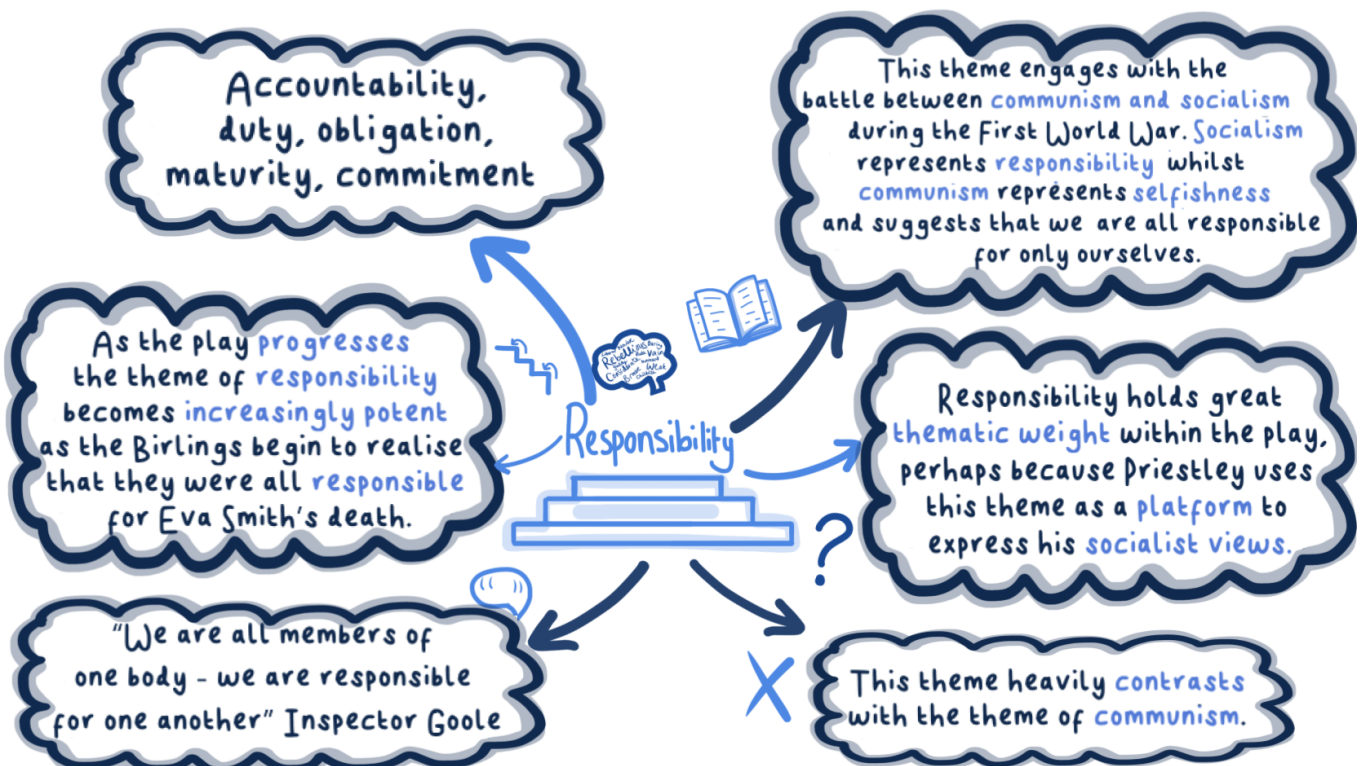 Accountability,
duty, obligation,
maturity, commitment
This theme engages with the
battle between communism and socialism
during the First World War. Socialism
represents responsibility whilst
communism represents selfishness
and suggests that we are all responsible
for only ourselves.
As the play progresses
the theme of responsibility
becomes increasingly potent
as the Birlings begin to realise
that they were all responsible
for Eva Smith's death.
Responsibility
Responsibility holds great
thematic weight within the play,
perhaps because Priestley uses
this theme as a platform to
express his socialist views.
?
"We are all members of
one body - we are responsible
for one another" Inspector Goole
This theme heavily contrasts
with the theme of communism.